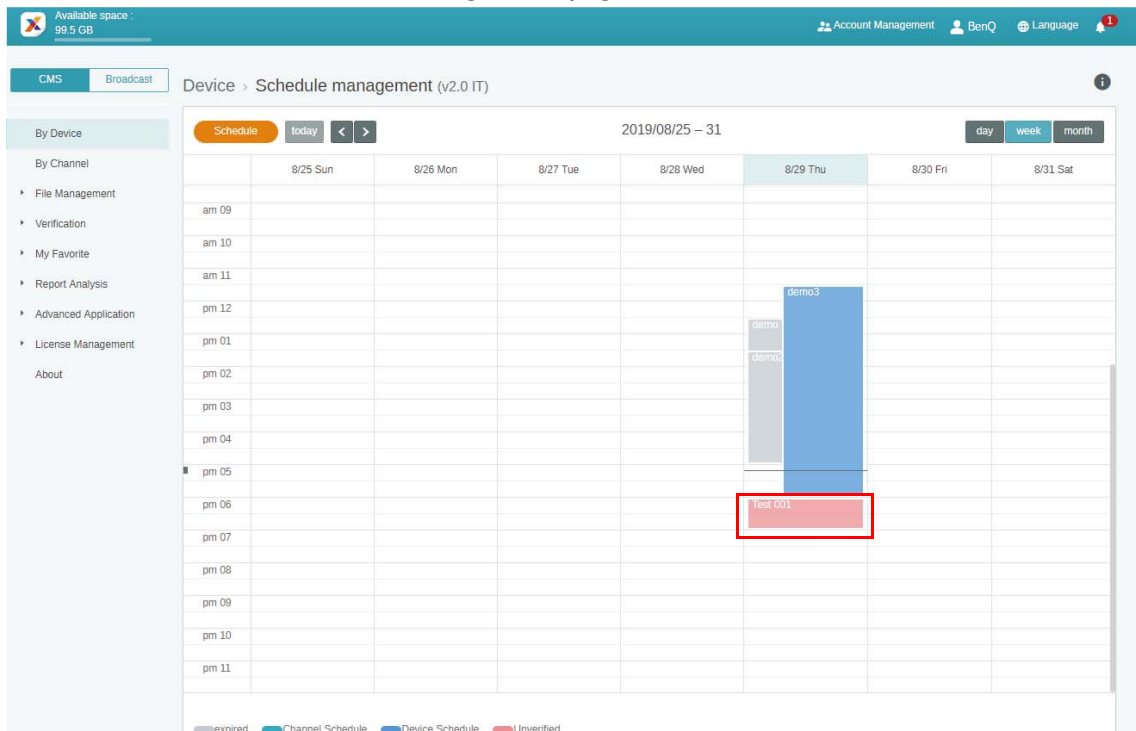 Available space :
99.5 GB
Account Management
BenQ
Language
1
CMS
Broadcast
Device › Schedule management (v2.0 IT)
By Device
By Channel
File Management
Verification
My Favorite
Report Analysis
Advanced Application
License Management
About
Schedule
today
< >
2019/08/25 – 31
day
week
month
8/25 Sun
8/26 Mon
8/27 Tue
8/28 Wed
8/29 Thu
8/30 Fri
8/31 Sat
am 09
am 10
am 11
pm 12
pm 01
pm 02
pm 03
pm 04
pm 05
pm 06
pm 07
pm 08
pm 09
pm 10
pm 11
demo3
demo
demo2
Test 001
expired
Channel Schedule
Device Schedule
Unverified